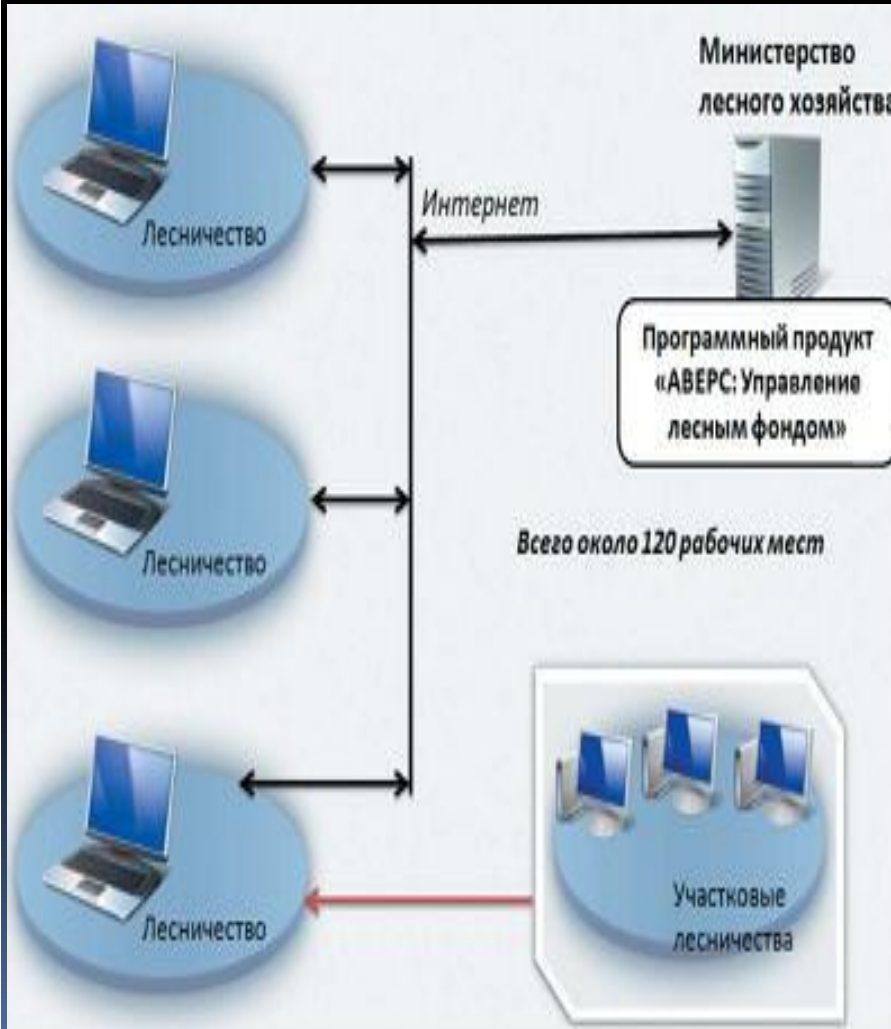 Министерство
лесного хозяйства
Лесничество
Интернет
Программный продукт
«АВЕРС: Управление
лесным фондом»
Лесничество
Всего около 120 рабочих мест
Участковые
лесничества
Лесничество